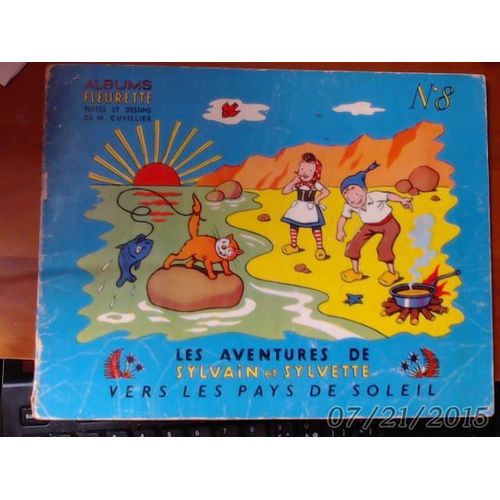 ALBUMS
FLEURETTE
TEXTES ET DESSINS
DE M. CUVILLIER
N°8
LES AVENTURES DE
SYLVAIN et SYLVETTE
VERS LES PAYS DE SOLEIL
07/21/2015